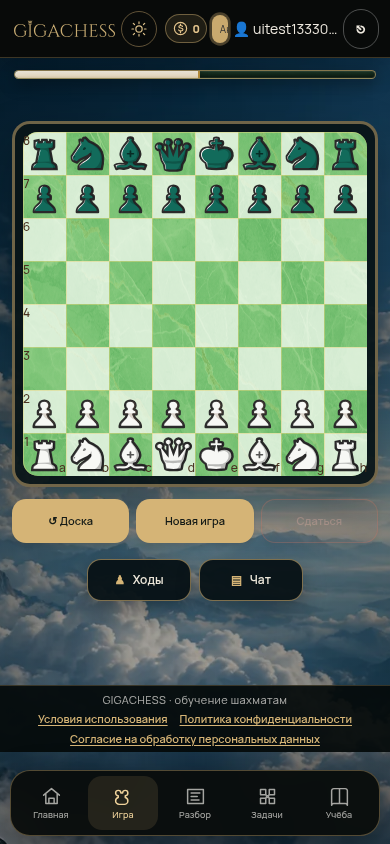 GIGACHESS
0
uitest13330...
8
7
6
5
4
3
2
1
a b c d e f g h
↺ Доска
Новая игра
Сдаться
Ходы
Чат
GIGACHESS · обучение шахматам
Условия использования Политика конфиденциальности
Согласие на обработку персональных данных
Главная
Игра
Разбор
Задачи
Учёба